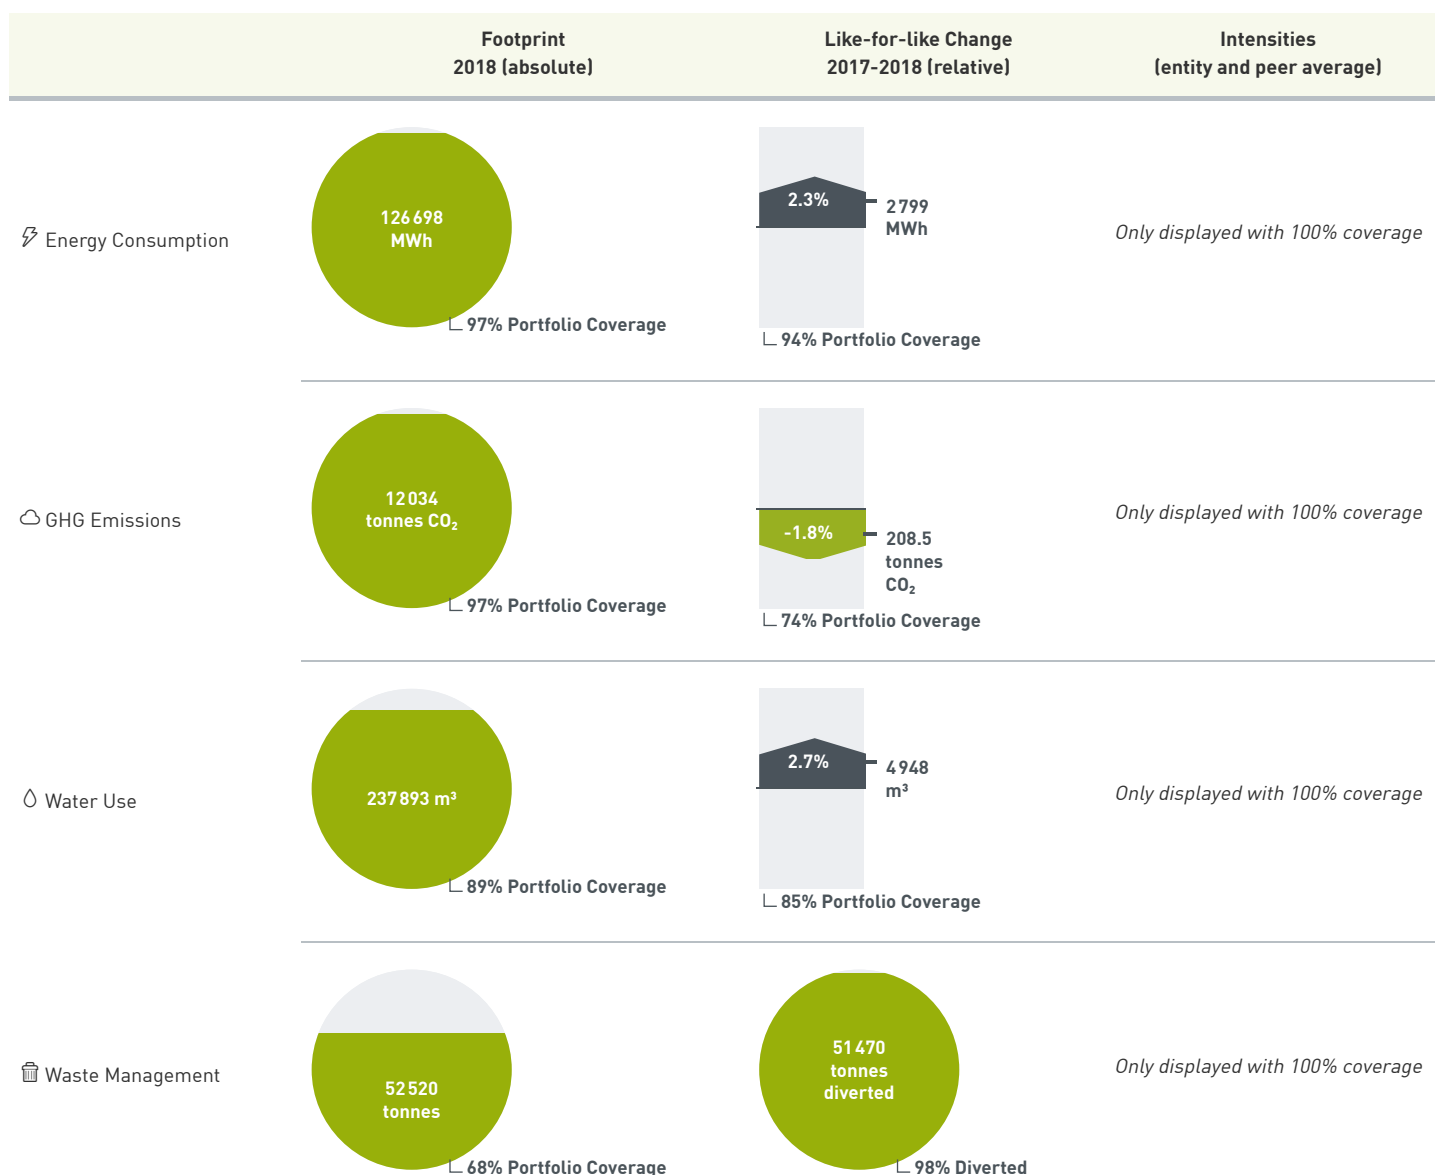 Footprint
2018 (absolute)
Like-for-like Change
2017-2018 (relative)
Intensities
(entity and peer average)
Energy Consumption
126 698
MWh
97% Portfolio Coverage
2.3%
2 799
MWh
94% Portfolio Coverage
Only displayed with 100% coverage
GHG Emissions
12 034
tonnes CO₂
97% Portfolio Coverage
-1.8%
208.5
tonnes
CO₂
74% Portfolio Coverage
Only displayed with 100% coverage
Water Use
237 893 m³
89% Portfolio Coverage
2.7%
4 948
m³
85% Portfolio Coverage
Only displayed with 100% coverage
Waste Management
52 520
tonnes
68% Portfolio Coverage
51 470
tonnes
diverted
98% Diverted
Only displayed with 100% coverage